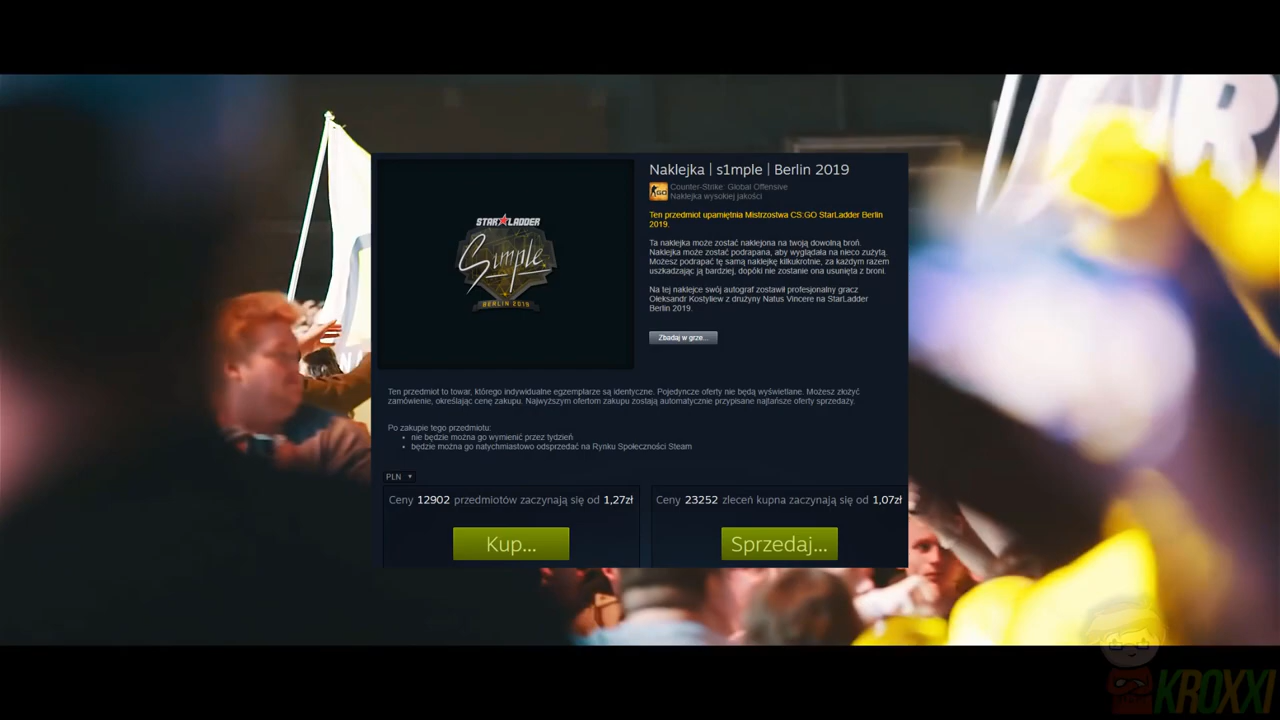 Naklejka | s1mple | Berlin 2019
Counter-Strike: Global Offensive
Naklejka wysokiej jakości
Ten przedmiot upamiętnia Mistrzostwa CS:GO StarLadder Berlin
2019.
Ta naklejka może zostać naklejona na twoją dowolną broń.
Naklejka może zostać podrapana, aby wyglądała na nieco zużytą.
Możesz podrapać tę samą naklejkę kilkukrotnie, za każdym razem
uszkadzając ją bardziej, dopóki nie zostanie ona usunięta z broni.
Na tej naklejce swój autograf zostawił profesjonalny gracz
Ołeksandr Kostyliew z drużyny Natus Vincere na StarLadder
Berlin 2019.
Zbadaj w grze...
STAR LADDER
S1mple
BERLIN 2019
Ten przedmiot to towar, którego indywidualne egzemplarze są identyczne. Pojedyncze oferty nie będą wyświetlane. Możesz złożyć
zamówienie, określając cenę zakupu. Najwyższym ofertom zakupu zostają automatycznie przypisane najtańsze oferty sprzedaży.
Po zakupie tego przedmiotu:
• nie będzie można go wymienić przez tydzień
• będzie można go natychmiastowo odsprzedać na Rynku Społeczności Steam
PLN
Ceny 12902 przedmiotów zaczynają się od 1,27zł
Kup...
Ceny 23252 zleceń kupna zaczynają się od 1,07zł
Sprzedaj...
KROXXI